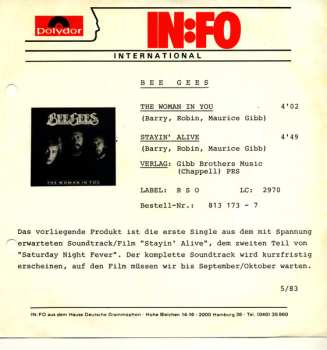 Polydor
IN:FO
INTERNATIONAL
BEE GEES
THE WOMAN IN YOU 4'02
(Barry, Robin, Maurice Gibb)
STAYIN' ALIVE 4'49
(Barry, Robin, Maurice Gibb)
VERLAG: Gibb Brothers Music
(Chappell) PRS
LABEL: R S O LC: 2970
Bestell-Nr.: 813 173 - 7
BEE GEES
THE WOMAN IN YOU
Das vorliegende Produkt ist die erste Single aus dem mit Spannung
erwarteten Soundtrack/Film "Stayin' Alive", dem zweiten Teil von
"Saturday Night Fever". Der komplette Soundtrack wird kurzfristig
erscheinen, auf den Film müssen wir bis September/Oktober warten.
5/83
IN:FO aus dem Hause Deutsche Grammophon · Hohe Bleichen 14-16 · 2000 Hamburg 36 · Tel. (040)